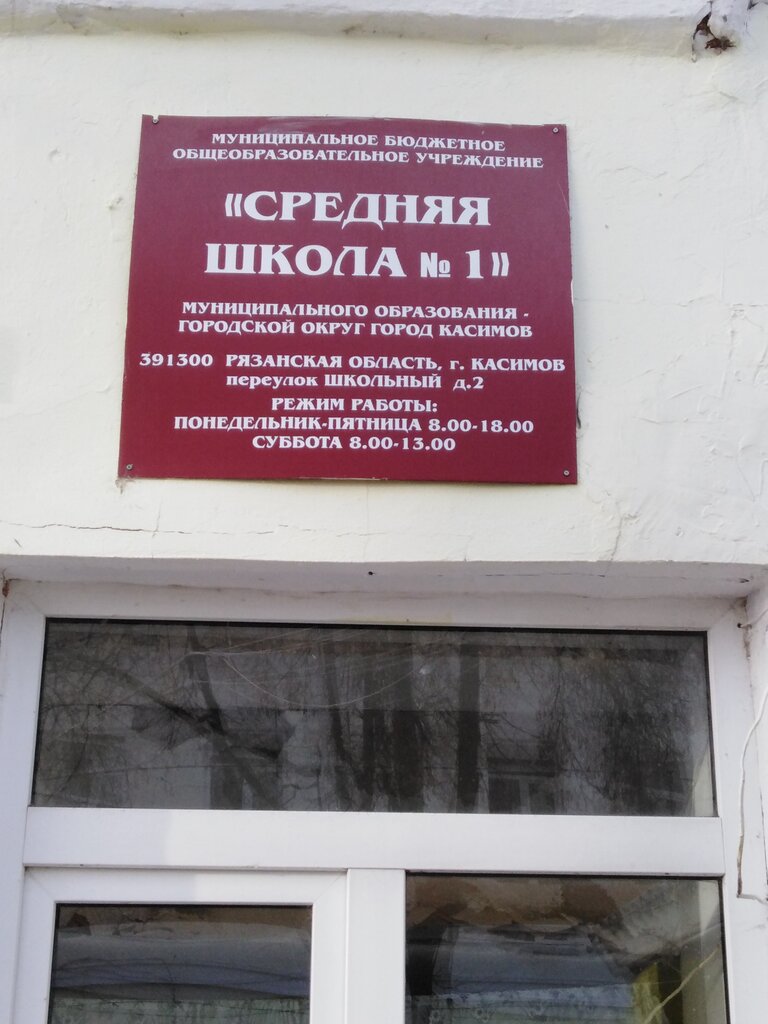 МУНИЦИПАЛЬНОЕ БЮДЖЕТНОЕ
ОБЩЕОБРАЗОВАТЕЛЬНОЕ УЧРЕЖДЕНИЕ
«СРЕДНЯЯ
ШКОЛА № 1»
МУНИЦИПАЛЬНОГО ОБРАЗОВАНИЯ -
ГОРОДСКОЙ ОКРУГ ГОРОД КАСИМОВ
391300 РЯЗАНСКАЯ ОБЛАСТЬ, г. КАСИМОВ
переулок ШКОЛЬНЫЙ д.2
РЕЖИМ РАБОТЫ:
ПОНЕДЕЛЬНИК-ПЯТНИЦА 8.00-18.00
СУББОТА 8.00-13.00